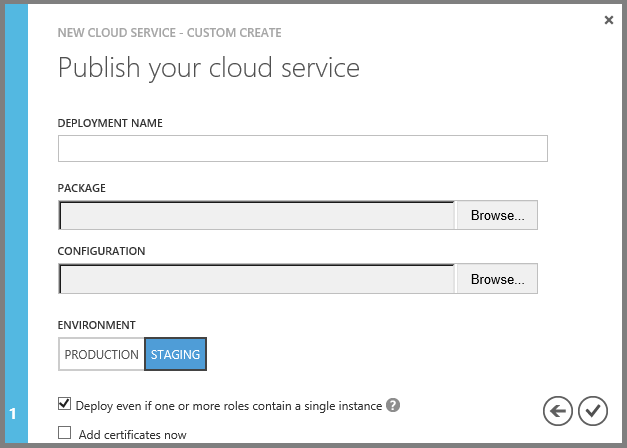 NEW CLOUD SERVICE - CUSTOM CREATE
Publish your cloud service
DEPLOYMENT NAME
PACKAGE
Browse...
CONFIGURATION
Browse...
ENVIRONMENT
PRODUCTION STAGING
Deploy even if one or more roles contain a single instance ?
1
Add certificates now